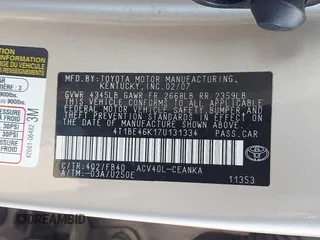 MFD. BY:
TOYOTA MOTOR MANUFACTURING,
KENTUCKY, INC. 02/07
GVWR 4345LB GAWR FR 2668LB RR 2359LB
THIS VEHICLE CONFORMS TO ALL APPLICABLE
FEDERAL MOTOR VEHICLE SAFETY, BUMPER, AND
THEFT PREVENTION STANDARDS IN EFFECT ON
THE DATE OF MANUFACTURE SHOWN ABOVE.
4T1BE46K17U131334 PASS. CAR
C/TR:4Q2/FB40 ACV40L-CEANKA
A/TM:-03A/U250E
11353
3M